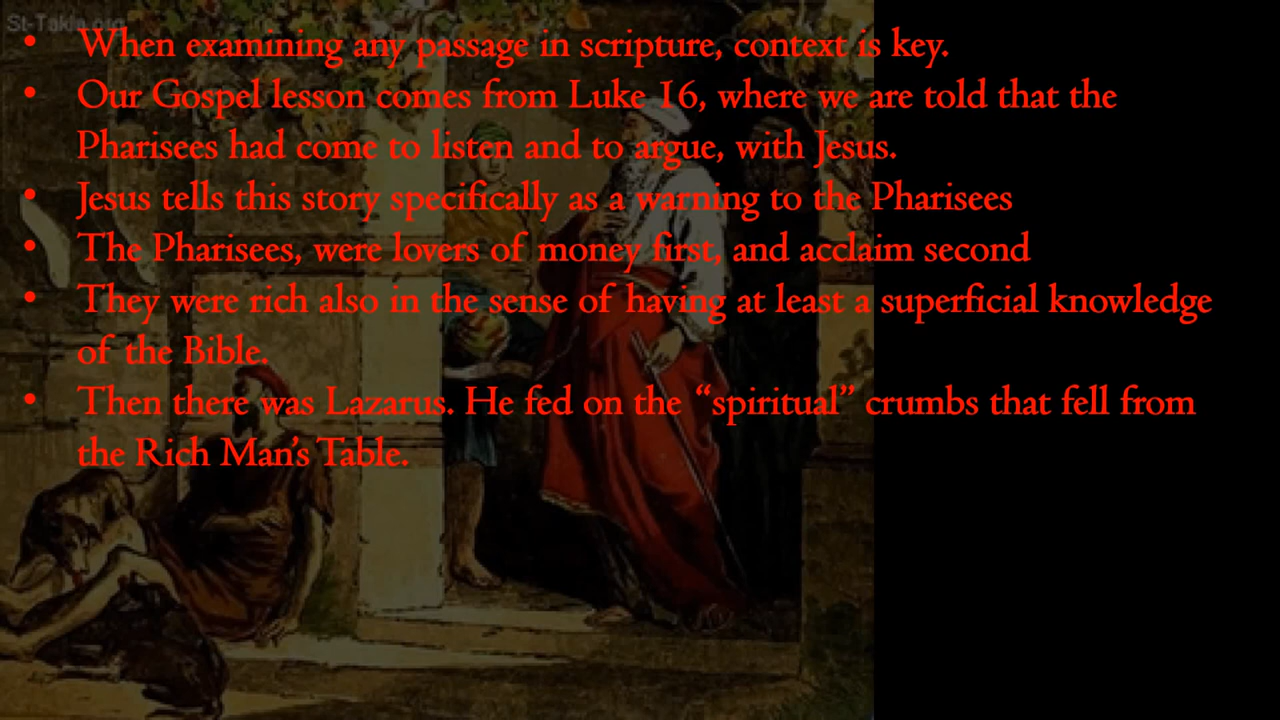 St-Takla.org
• When examining any passage in scripture, context is key.
• Our Gospel lesson comes from Luke 16, where we are told that the
Pharisees had come to listen and to argue, with Jesus.
• Jesus tells this story specifically as a warning to the Pharisees
• The Pharisees, were lovers of money first, and acclaim second
• They were rich also in the sense of having at least a superficial knowledge
of the Bible.
• Then there was Lazarus. He fed on the “spiritual” crumbs that fell from
the Rich Man’s Table.